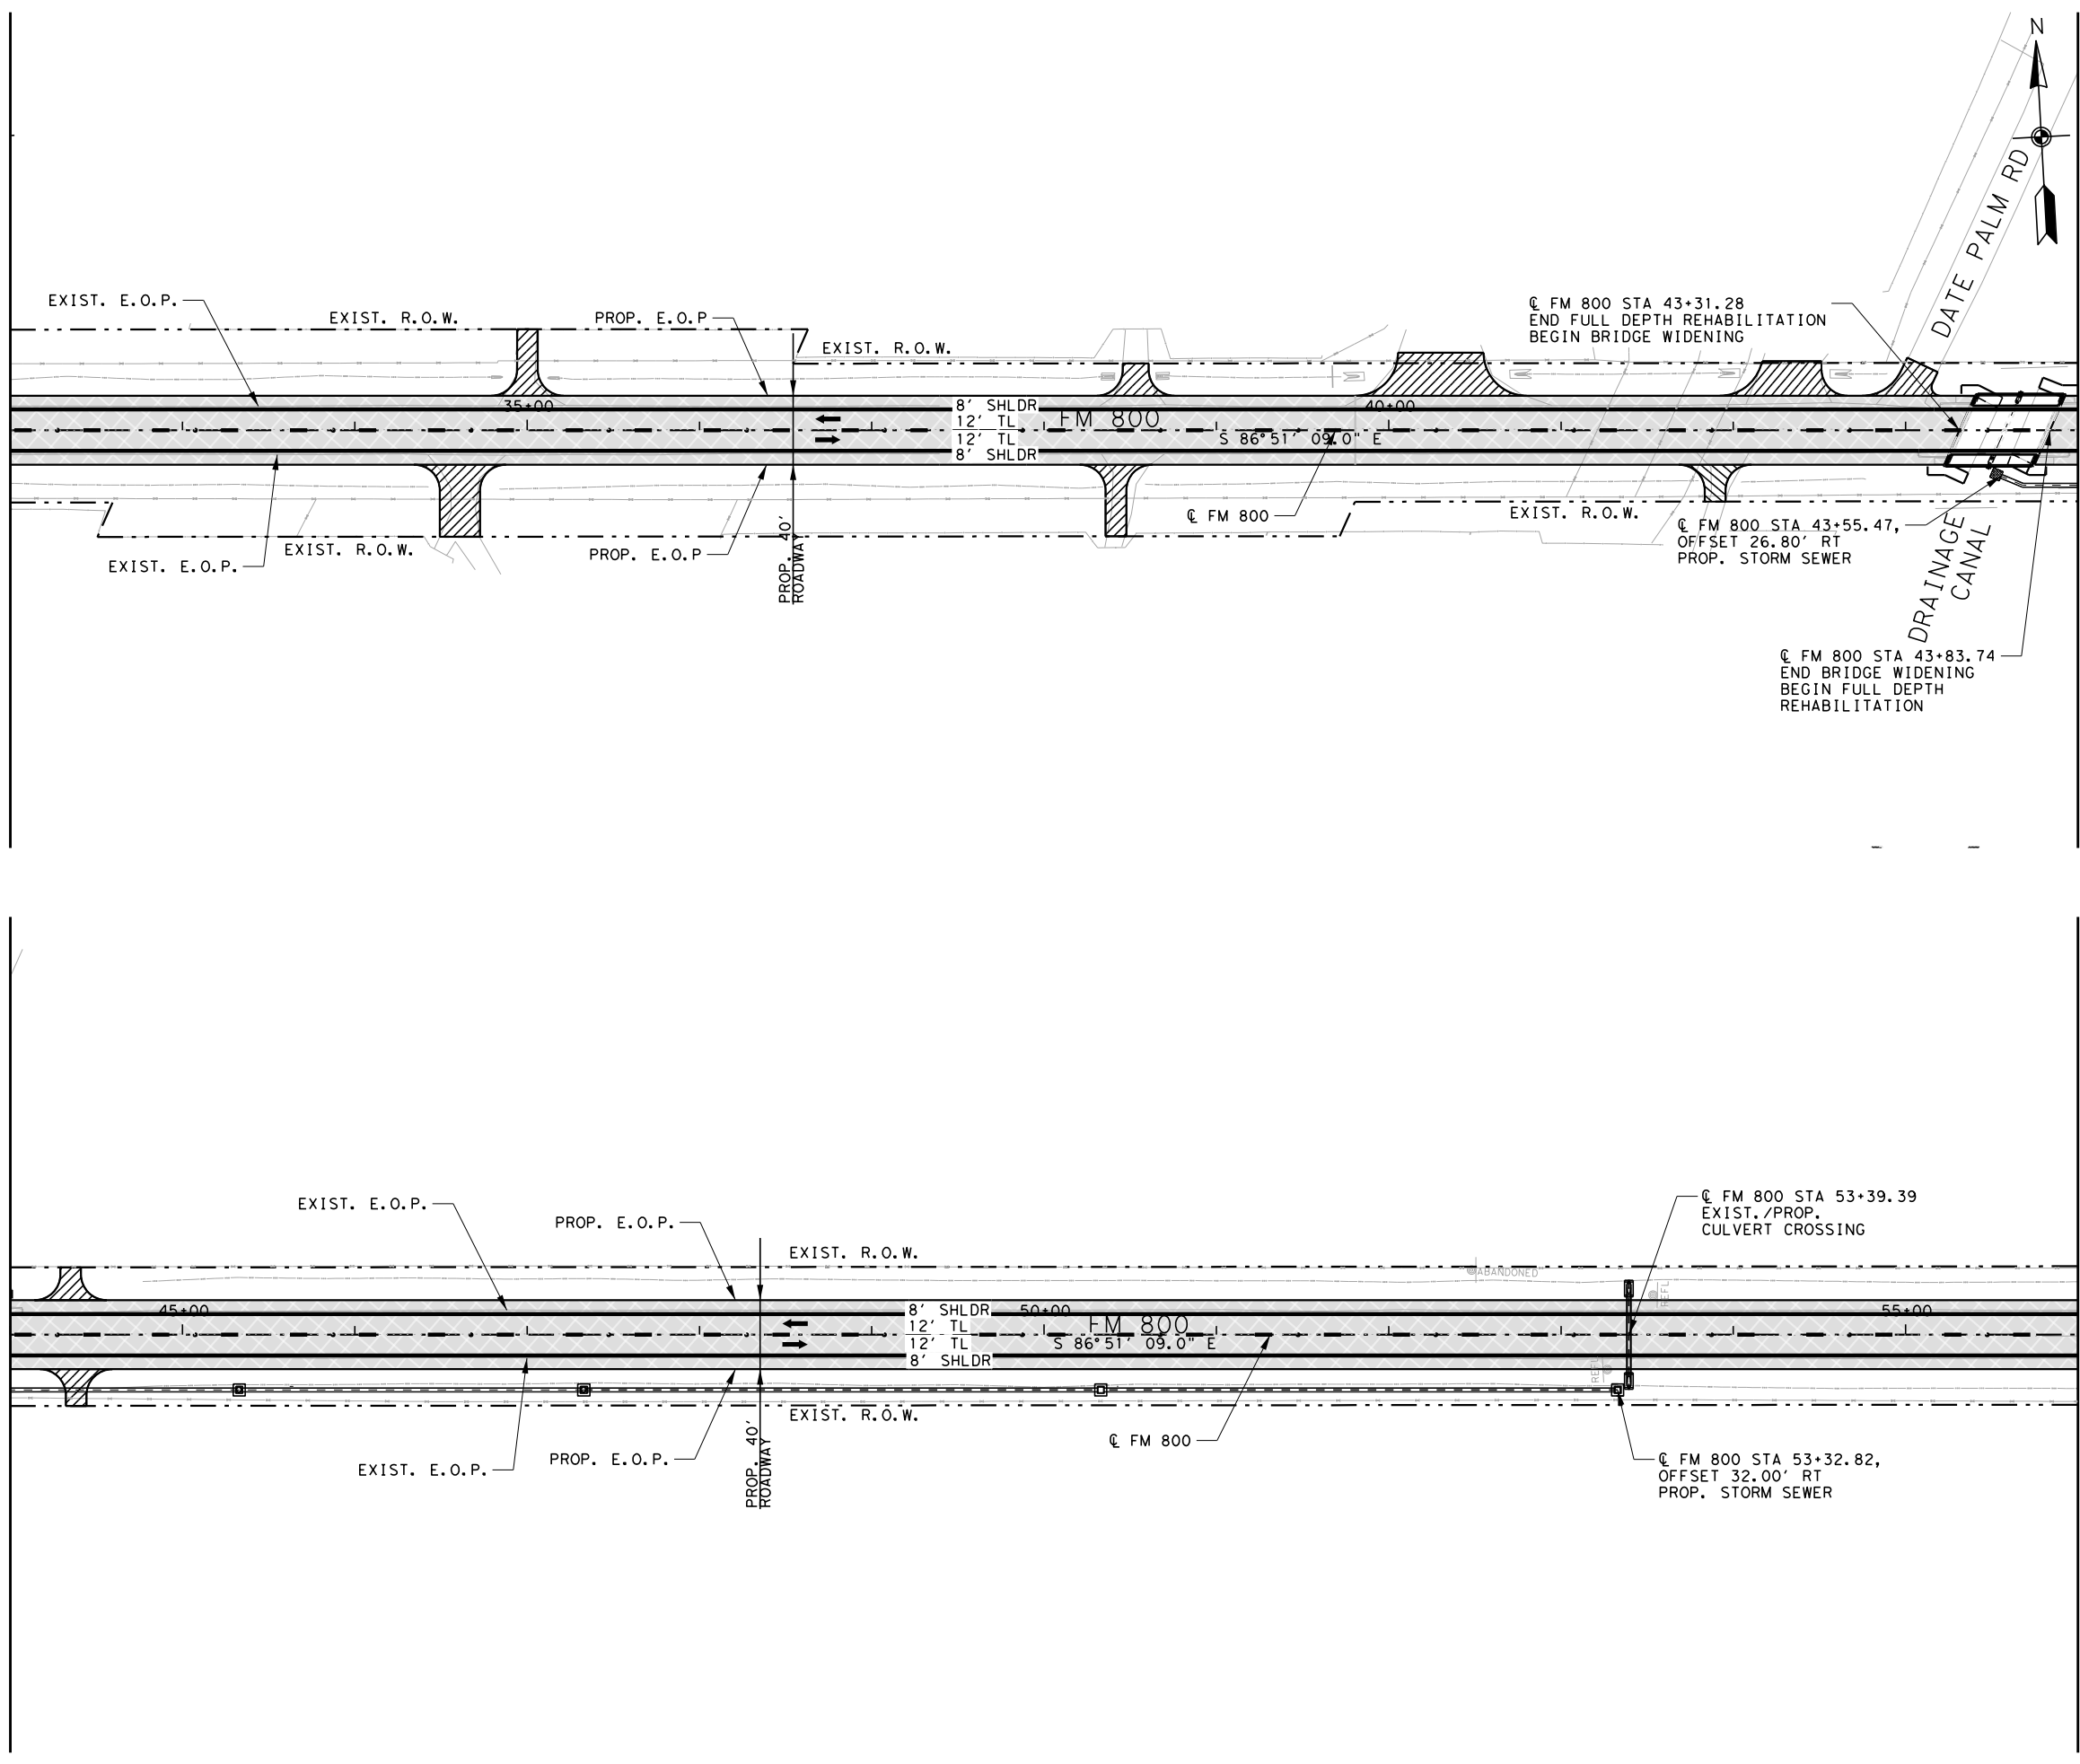 N
DATE PALM RD
EXIST. E.O.P.
EXIST. R.O.W.
PROP. E.O.P
EXIST. R.O.W.
℄ FM 800 STA 43+31.28
END FULL DEPTH REHABILITATION
BEGIN BRIDGE WIDENING
35+00
40+00
8' SHLDR
12' TL
12' TL
8' SHLDR
FM 800
S 86°51' 09.0" E
EXIST. E.O.P.
EXIST. R.O.W.
PROP. E.O.P
PROP. 40'
ROADWAY
℄ FM 800
EXIST. R.O.W.
℄ FM 800 STA 43+55.47,
OFFSET 26.80' RT
PROP. STORM SEWER
DRAINAGE
CANAL
℄ FM 800 STA 43+83.74
END BRIDGE WIDENING
BEGIN FULL DEPTH
REHABILITATION
EXIST. E.O.P.
PROP. E.O.P.
EXIST. R.O.W.
℄ FM 800 STA 53+39.39
EXIST./PROP.
CULVERT CROSSING
ABANDONED
REFL
45+00
50+00
55+00
8' SHLDR
12' TL
12' TL
8' SHLDR
FM 800
S 86°51' 09.0" E
REFL
EXIST. E.O.P.
PROP. E.O.P.
PROP. 40'
ROADWAY
EXIST. R.O.W.
℄ FM 800
℄ FM 800 STA 53+32.82,
OFFSET 32.00' RT
PROP. STORM SEWER